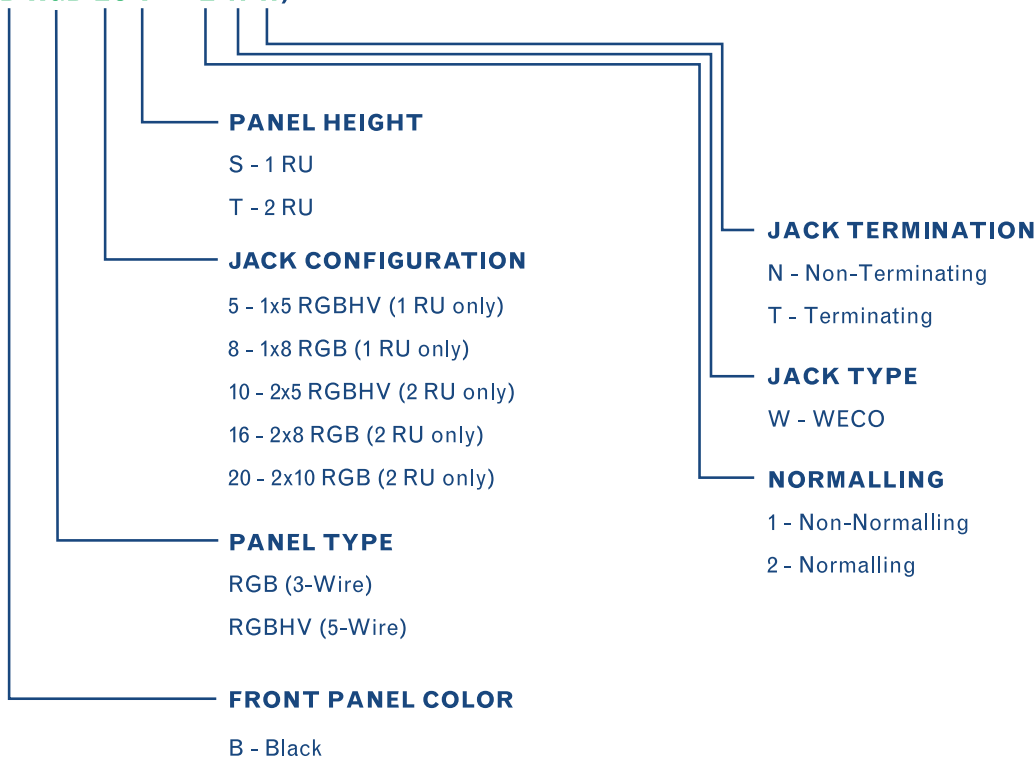 PANEL HEIGHT
S - 1 RU
T - 2 RU
JACK CONFIGURATION
5 - 1x5 RGBHV (1 RU only)
8 - 1x8 RGB (1 RU only)
10 - 2x5 RGBHV (2 RU only)
16 - 2x8 RGB (2 RU only)
20 - 2x10 RGB (2 RU only)
PANEL TYPE
RGB (3-Wire)
RGBHV (5-Wire)
FRONT PANEL COLOR
B - Black
JACK TERMINATION
N - Non-Terminating
T - Terminating
JACK TYPE
W - WECO
NORMALLING
1 - Non-Normalling
2 - Normalling